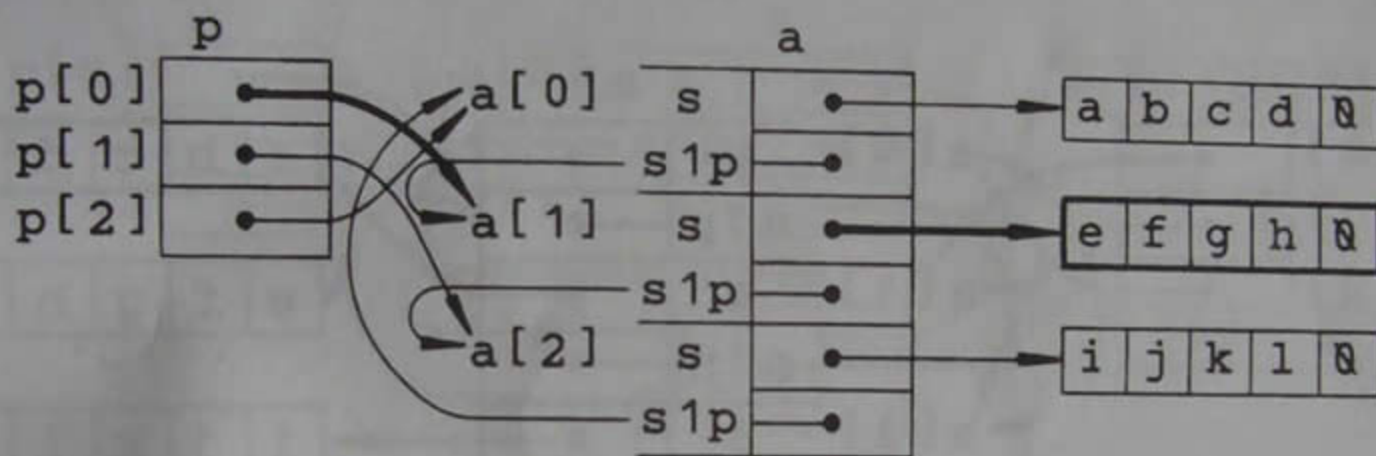 p
a
p[0]
a[0] s
a b c d \0
p[1]
s1p
p[2]
a[1] s
e f g h \0
s1p
a[2] s
i j k l \0
s1p